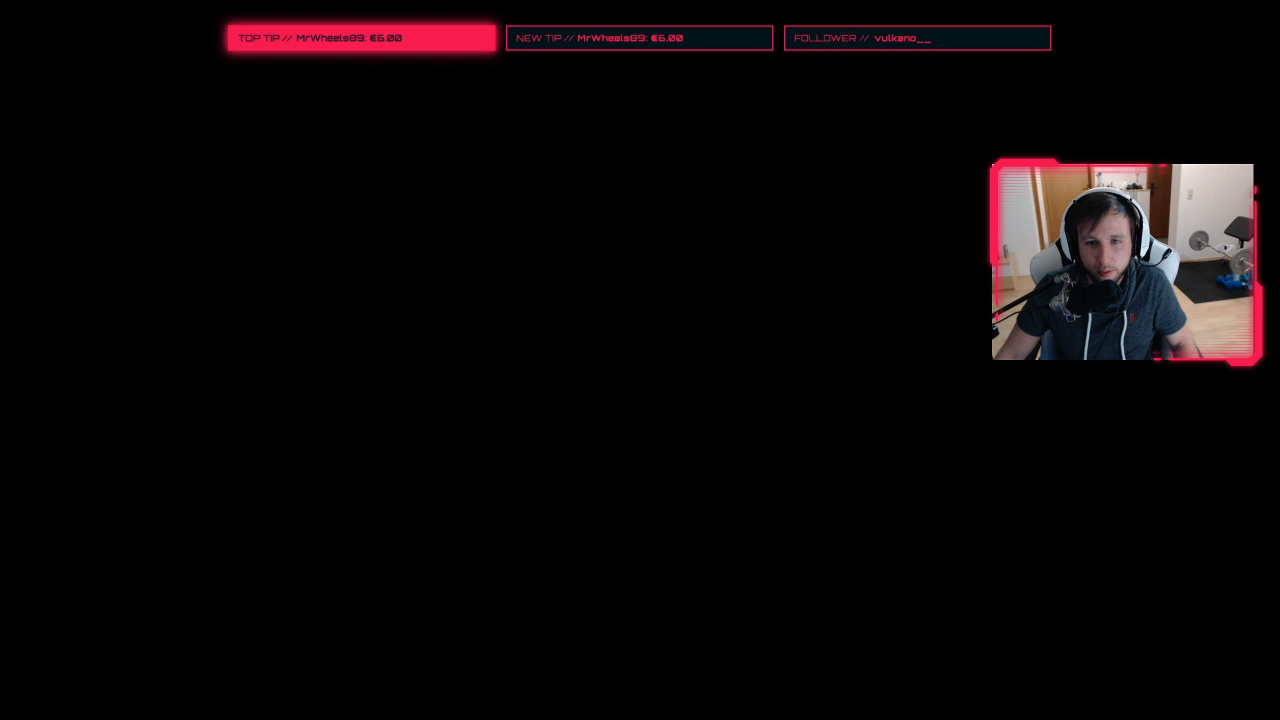 TOP TIP // MrWheels89: €6.00
NEW TIP // MrWheels89: €6.00
FOLLOWER // vulkano__